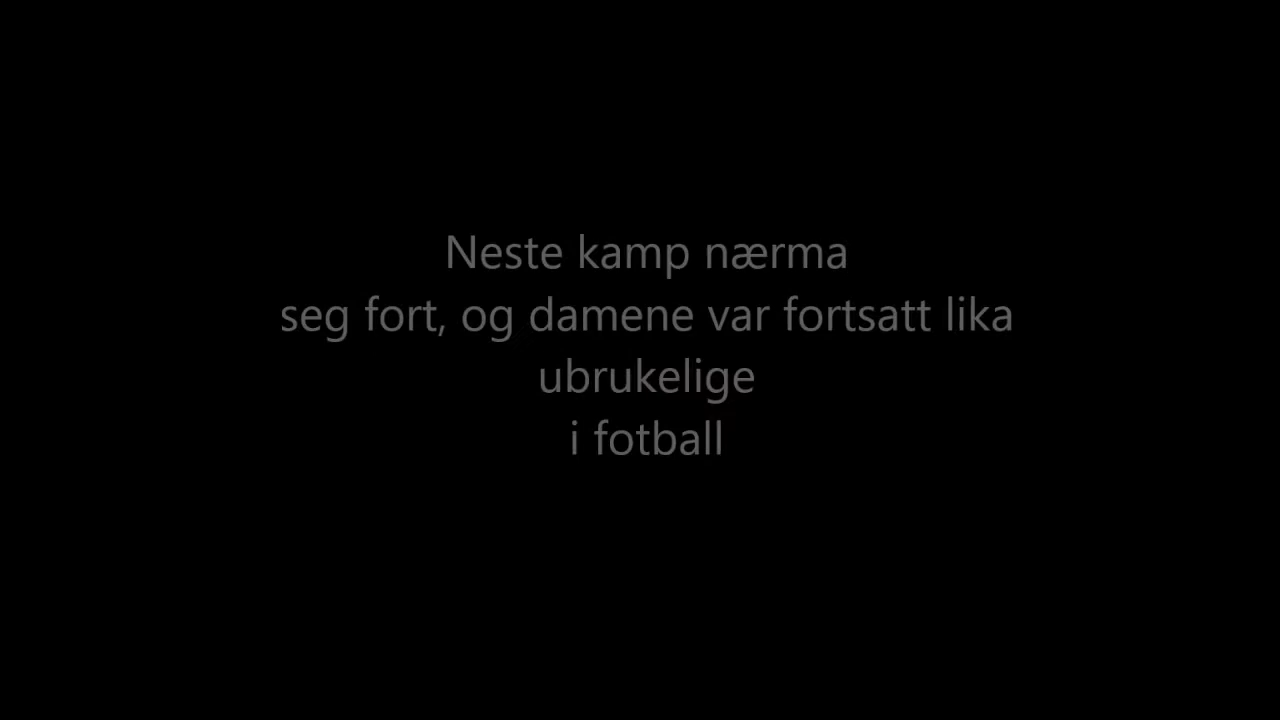 Neste kamp nærma
seg fort, og damene var fortsatt lika
ubrukelige
i fotball